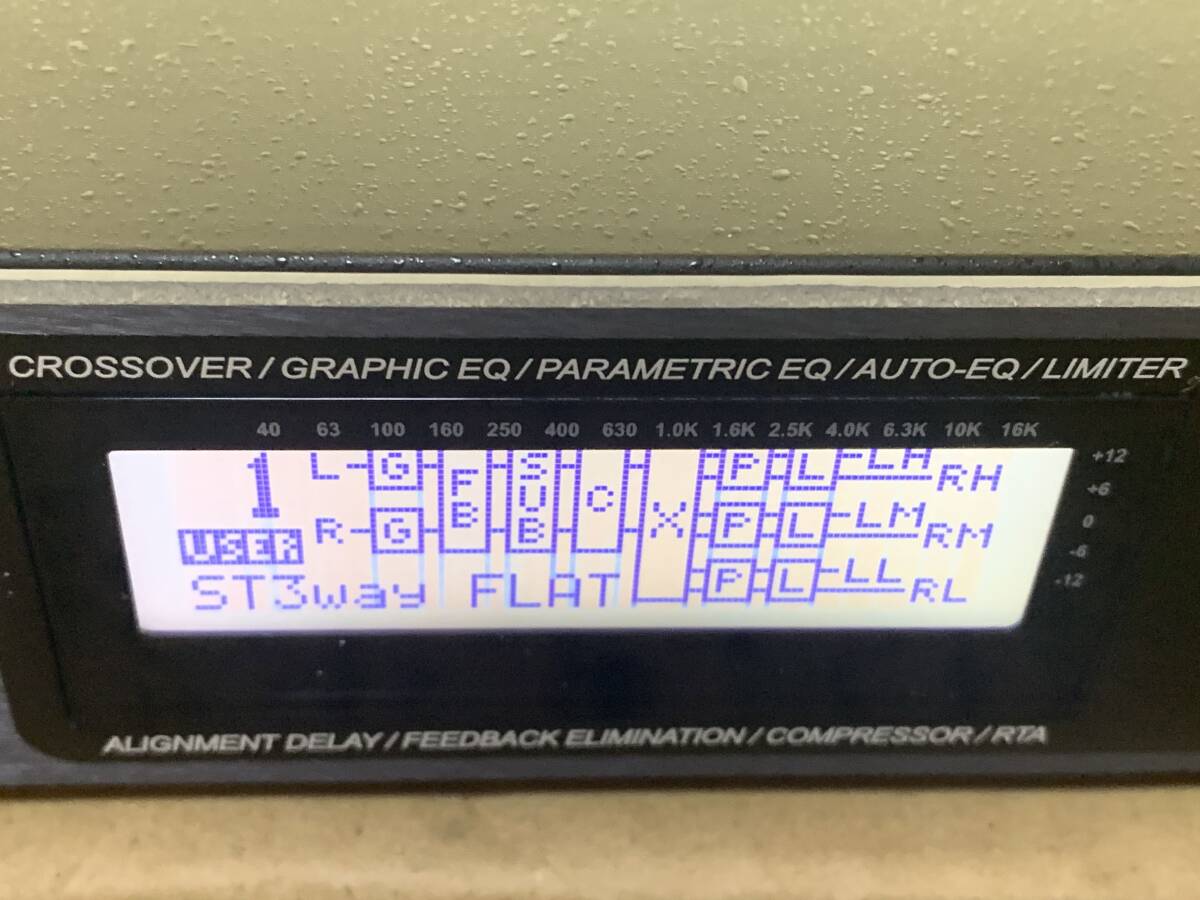 CROSSOVER / GRAPHIC EQ / PARAMETRIC EQ / AUTO-EQ / LIMITER
40 63 100 160 250 400 630 1.0K 1.6K 2.5K 4.0K 6.3K 10K 16K
+12
+6
0
-6
-12
1 L G FB SUB C X P L LH RH
USER R G P L LM RM
ST3way FLAT P L LL RL
ALIGNMENT DELAY / FEEDBACK ELIMINATION / COMPRESSOR / RTA